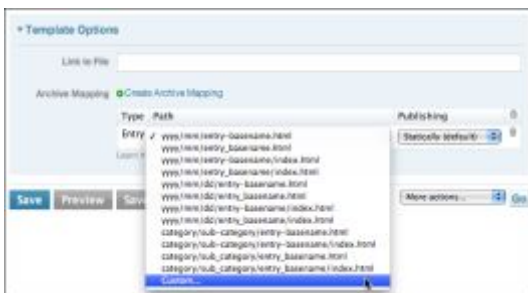 Template Options
Link to File
Archive Mapping Create Archive Mapping
Type Path Publishing
Entry yyyy/mm/entry-basename.html Statically (default)
yyyy/mm/entry_basename.html
Learn
yyyy/mm/entry-basename/index.html
yyyy/mm/entry_basename/index.html
yyyy/mm/dd/entry-basename.html
yyyy/mm/dd/entry_basename.html
yyyy/mm/dd/entry-basename/index.html
Save Preview Sav More actions... Go
yyyy/mm/dd/entry_basename/index.html
category/sub-category/entry-basename.html
category/sub-category/entry-basename/index.html
category/sub_category/entry_basename.html
category/sub_category/entry_basename/index.html
Custom...